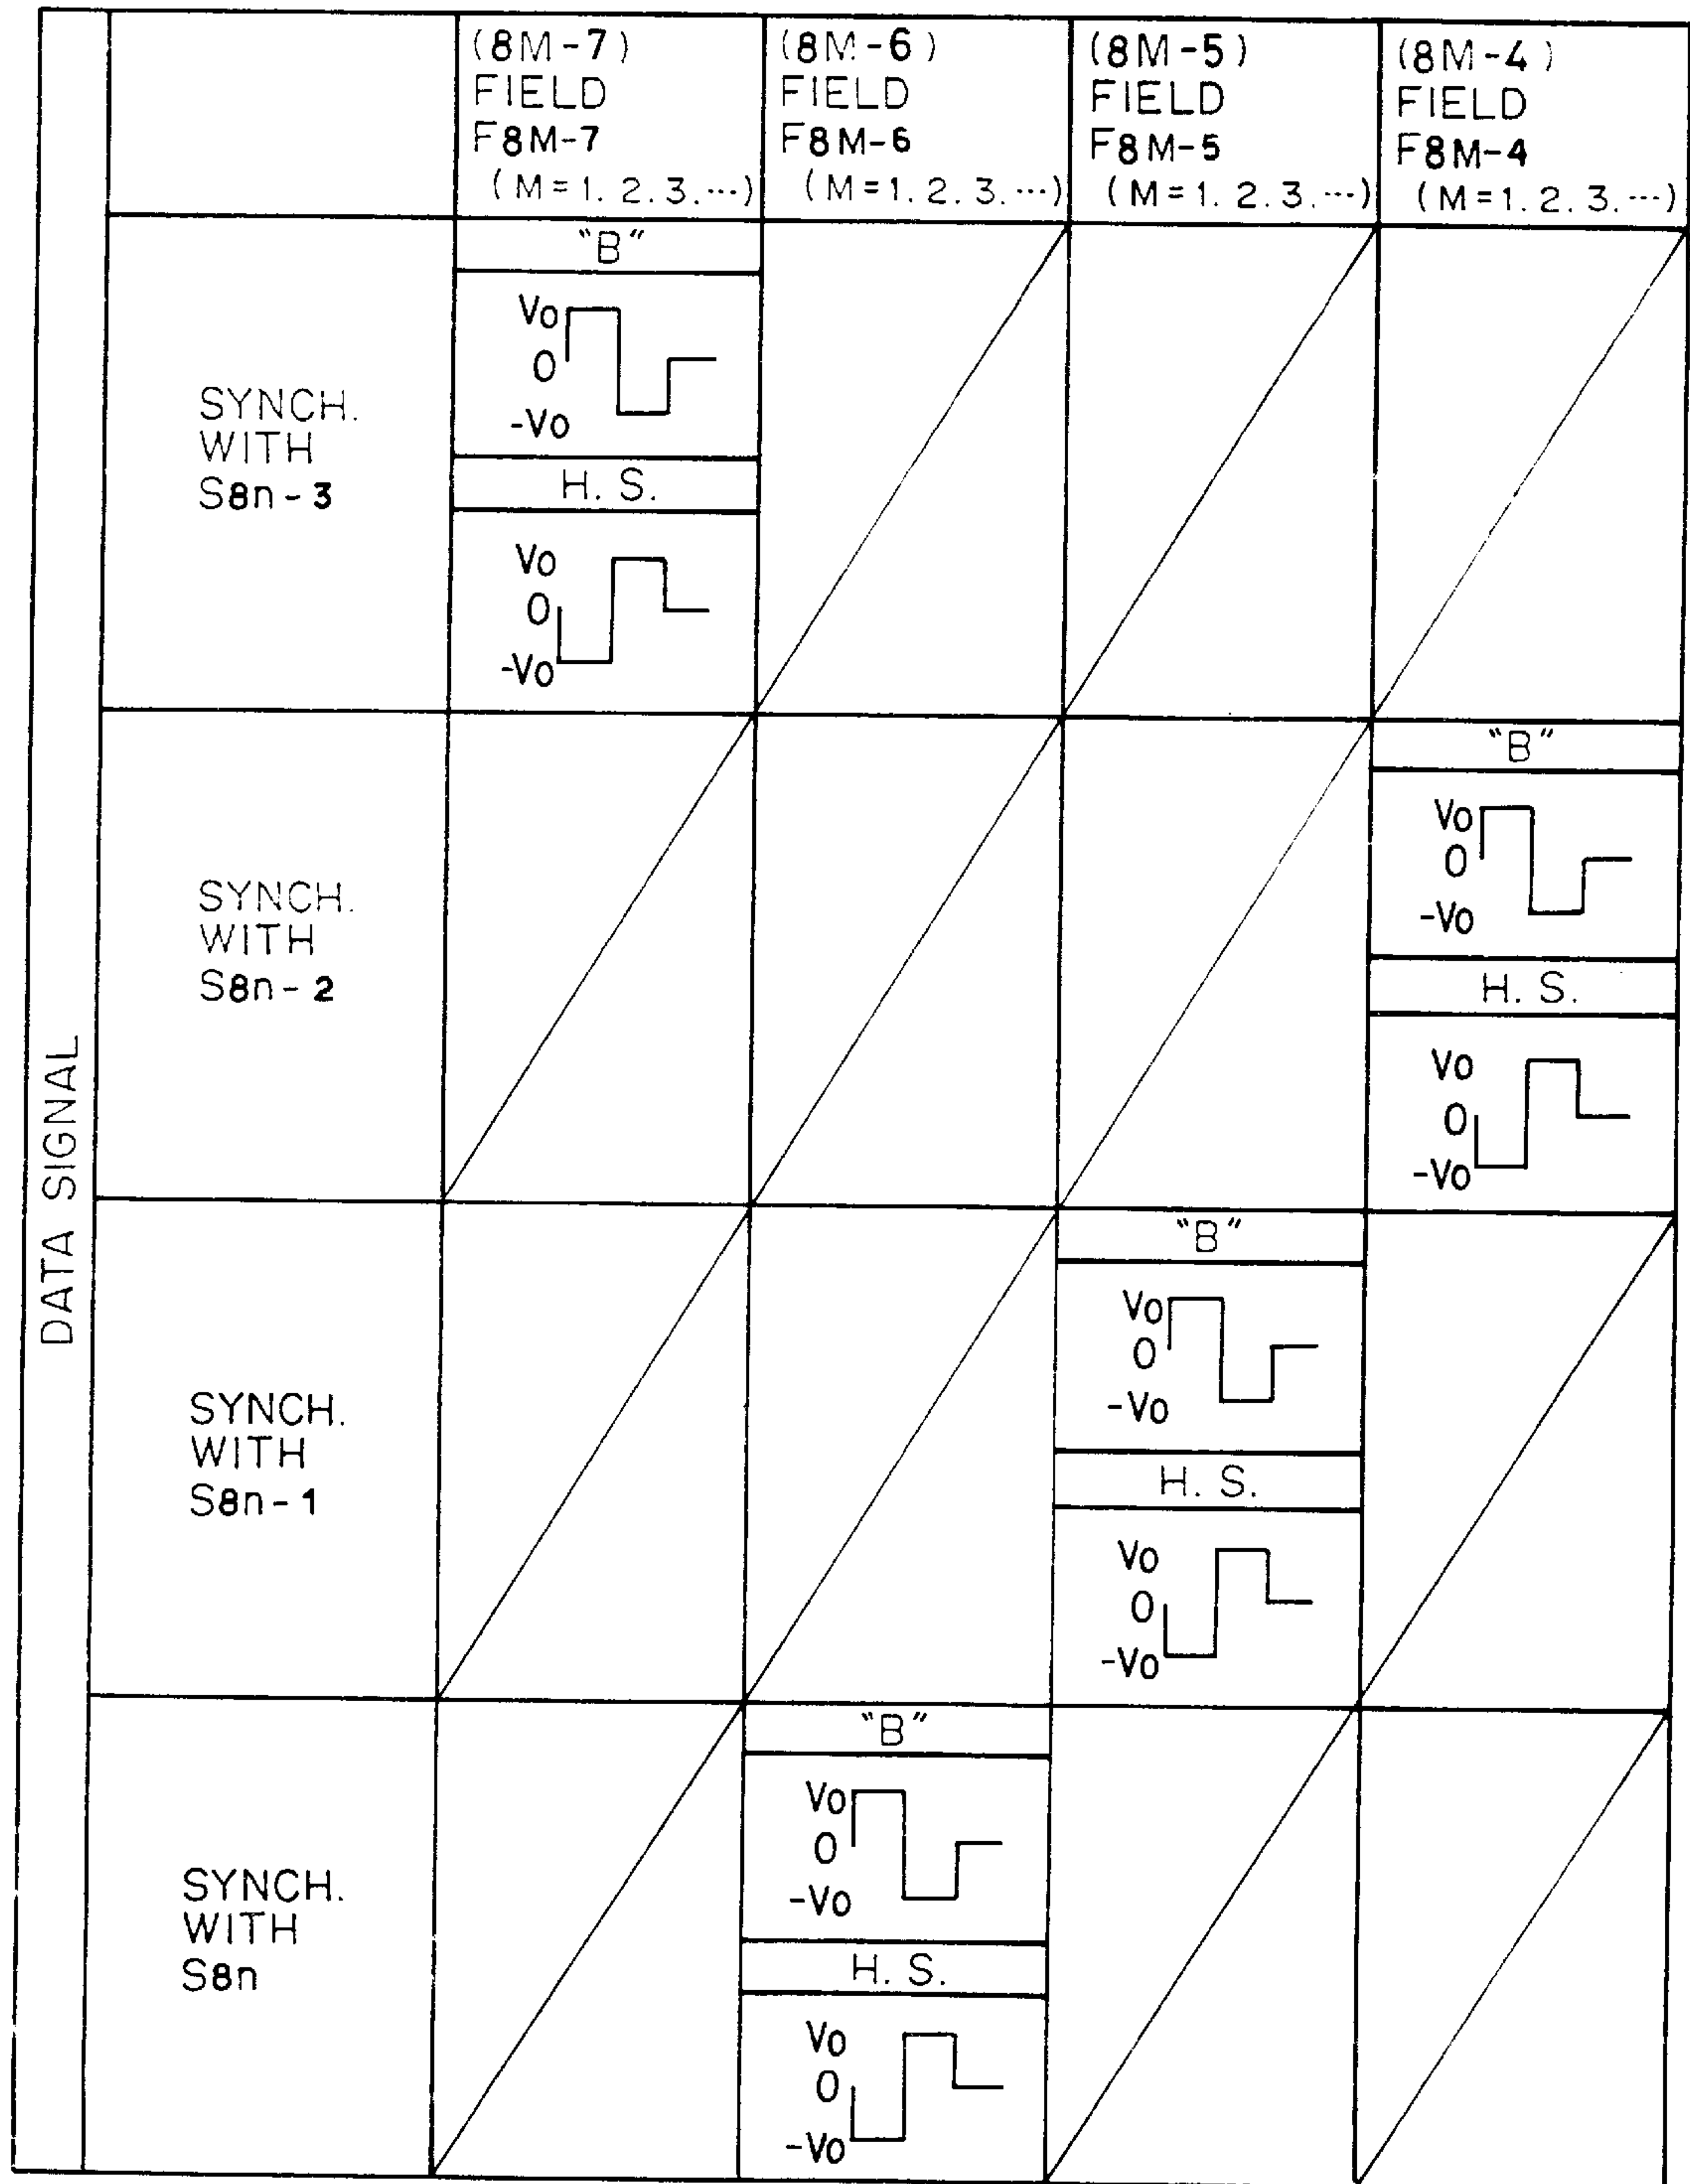 (8M-7)
FIELD
F8M-7
(M=1. 2. 3. ···)
(8M-6)
FIELD
F8M-6
(M=1. 2. 3. ···)
(8M-5)
FIELD
F8M-5
(M=1. 2. 3. ···)
(8M-4)
FIELD
F8M-4
(M=1. 2. 3. ···)
DATA SIGNAL
SYNCH.
WITH
S8n-3
"B"
Vo
0
-Vo
H. S.
Vo
0
-Vo
SYNCH.
WITH
S8n-2
"B"
Vo
0
-Vo
H. S.
Vo
0
-Vo
SYNCH.
WITH
S8n-1
"B"
Vo
0
-Vo
H. S.
Vo
0
-Vo
SYNCH.
WITH
S8n
"B"
Vo
0
-Vo
H. S.
Vo
0
-Vo